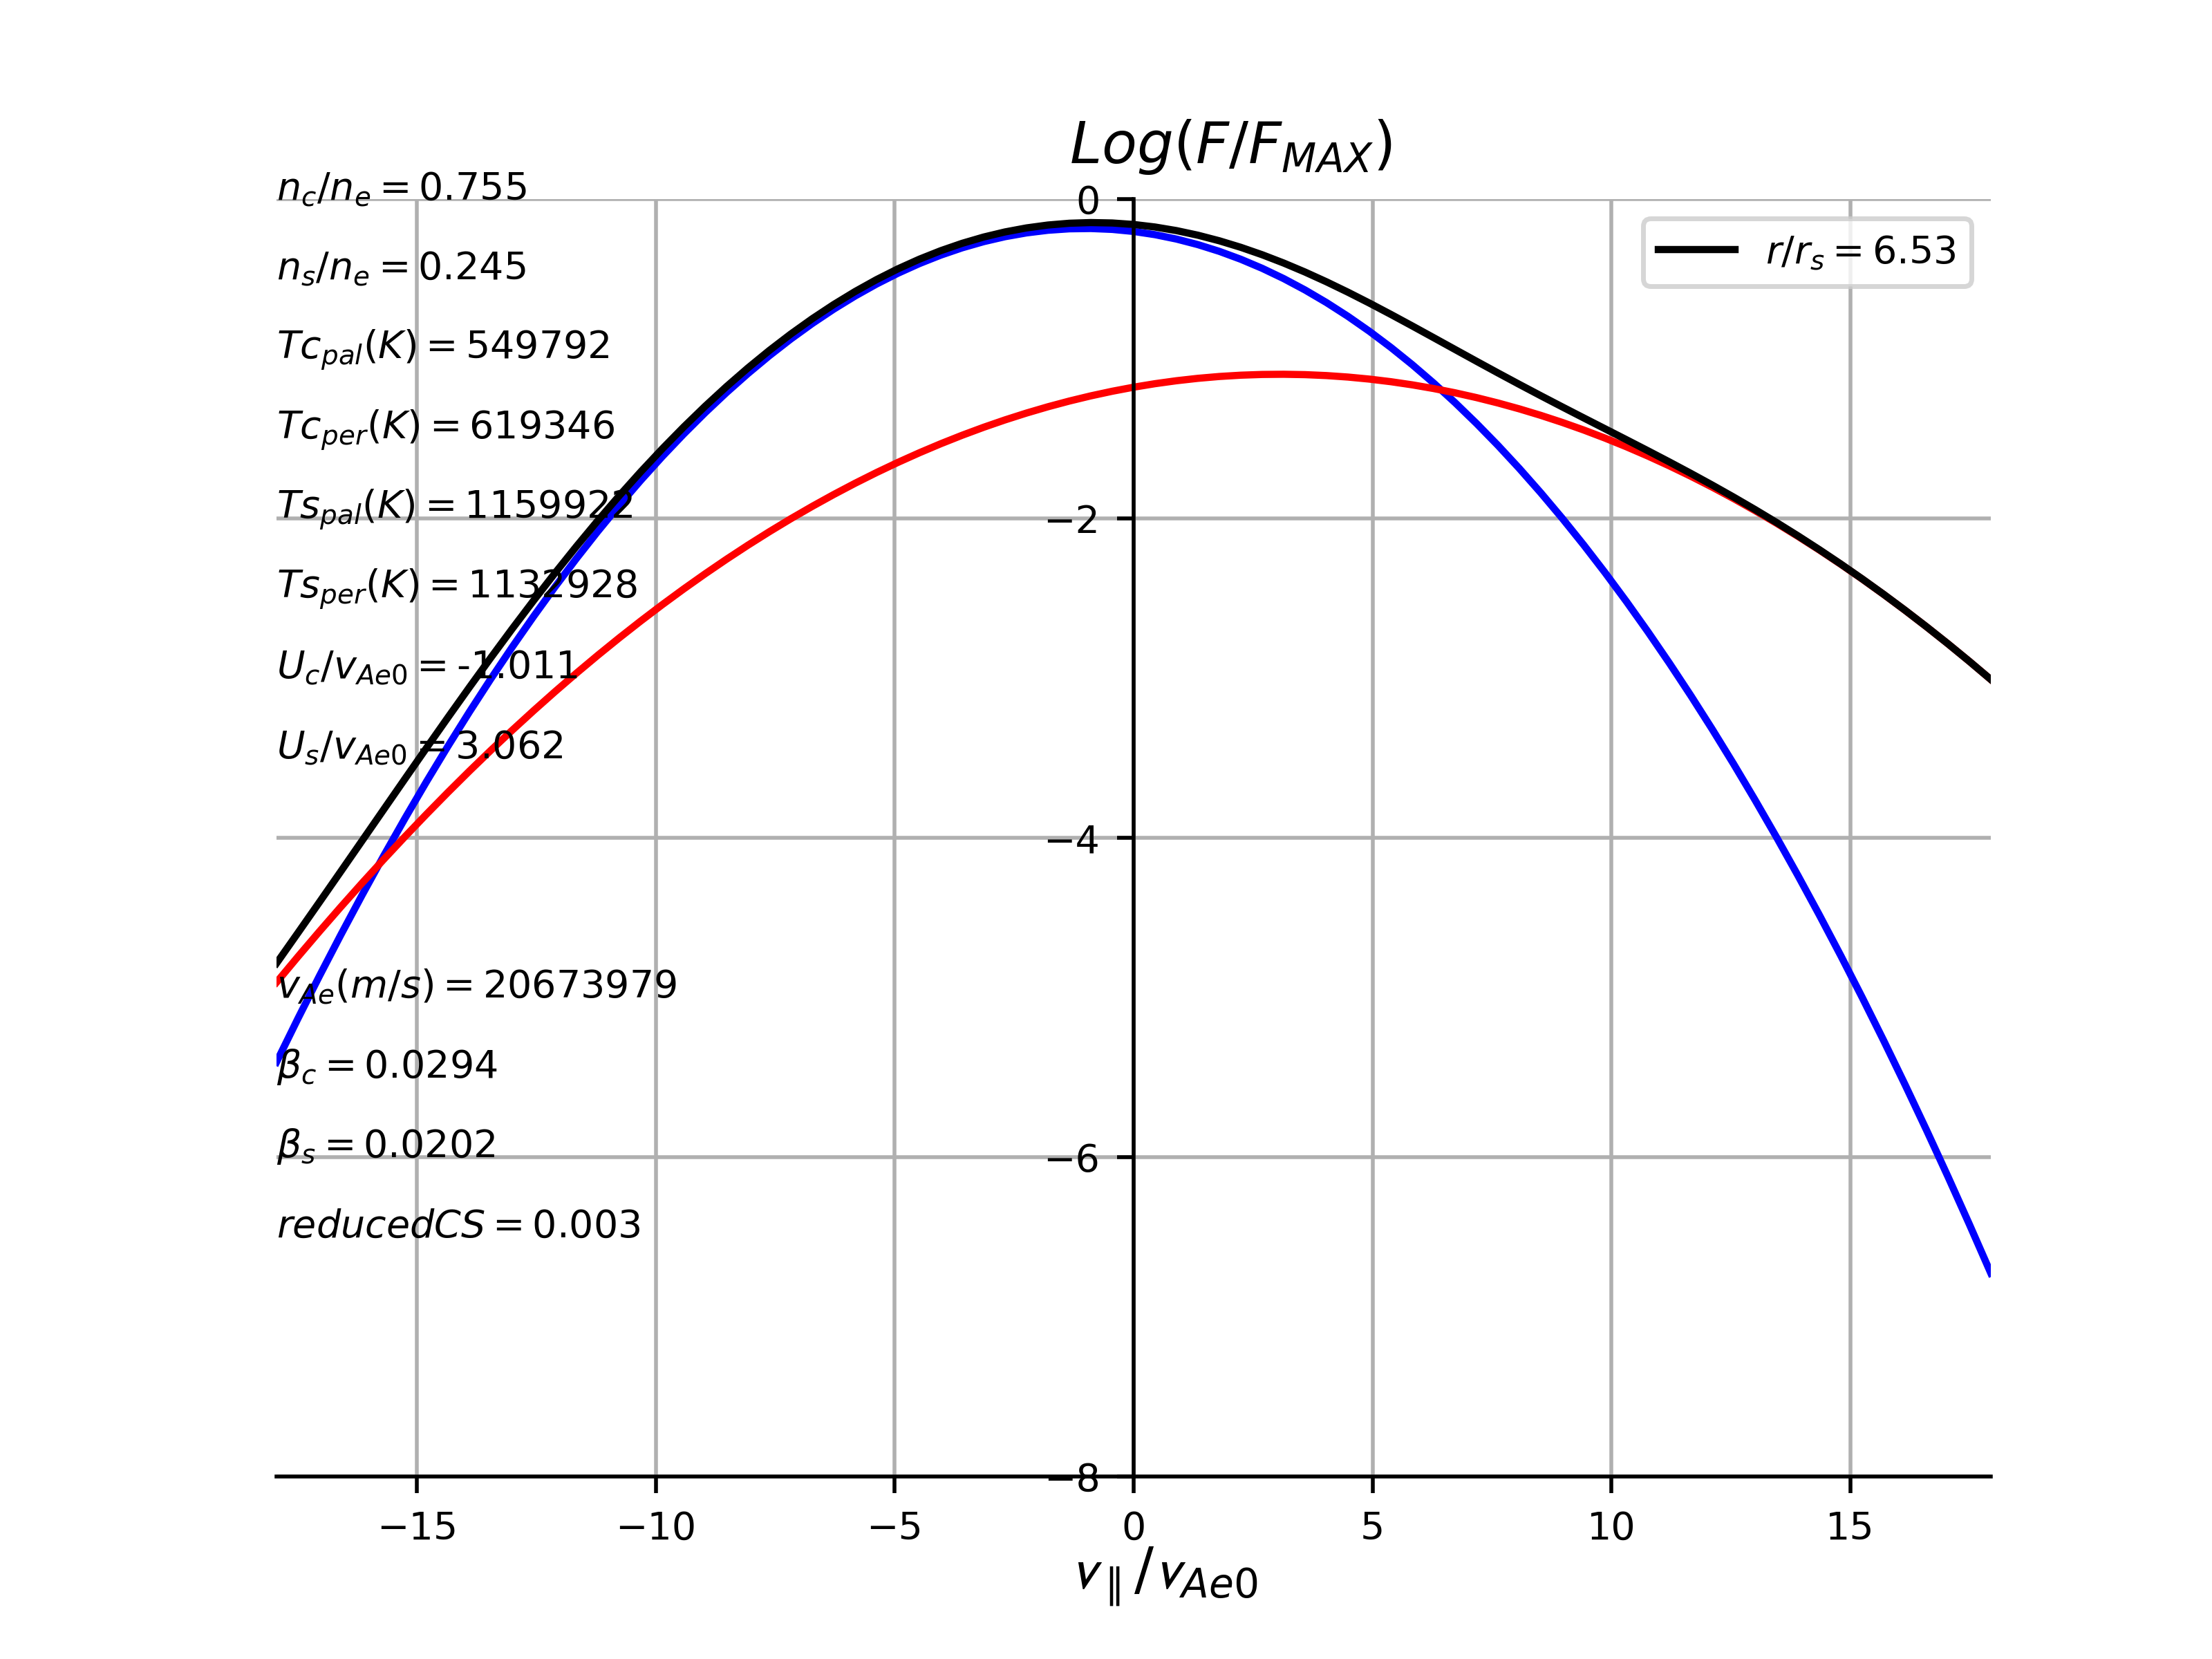 Log(F/F_MAX)
n_c/n_e = 0.755
n_s/n_e = 0.245
Tc_pal(K) = 549792
Tc_per(K) = 619346
Ts_pal(K) = 1159922
Ts_per(K) = 1132928
U_c/v_Ae0 = -1.011
U_s/v_Ae0 = 3.062
v_Ae(m/s) = 20673979
β_c = 0.0294
β_s = 0.0202
reducedCS = 0.003
r/r_s = 6.53
0
−2
−4
−6
−8
−15 −10 −5 0 5 10 15
v_∥/v_Ae0